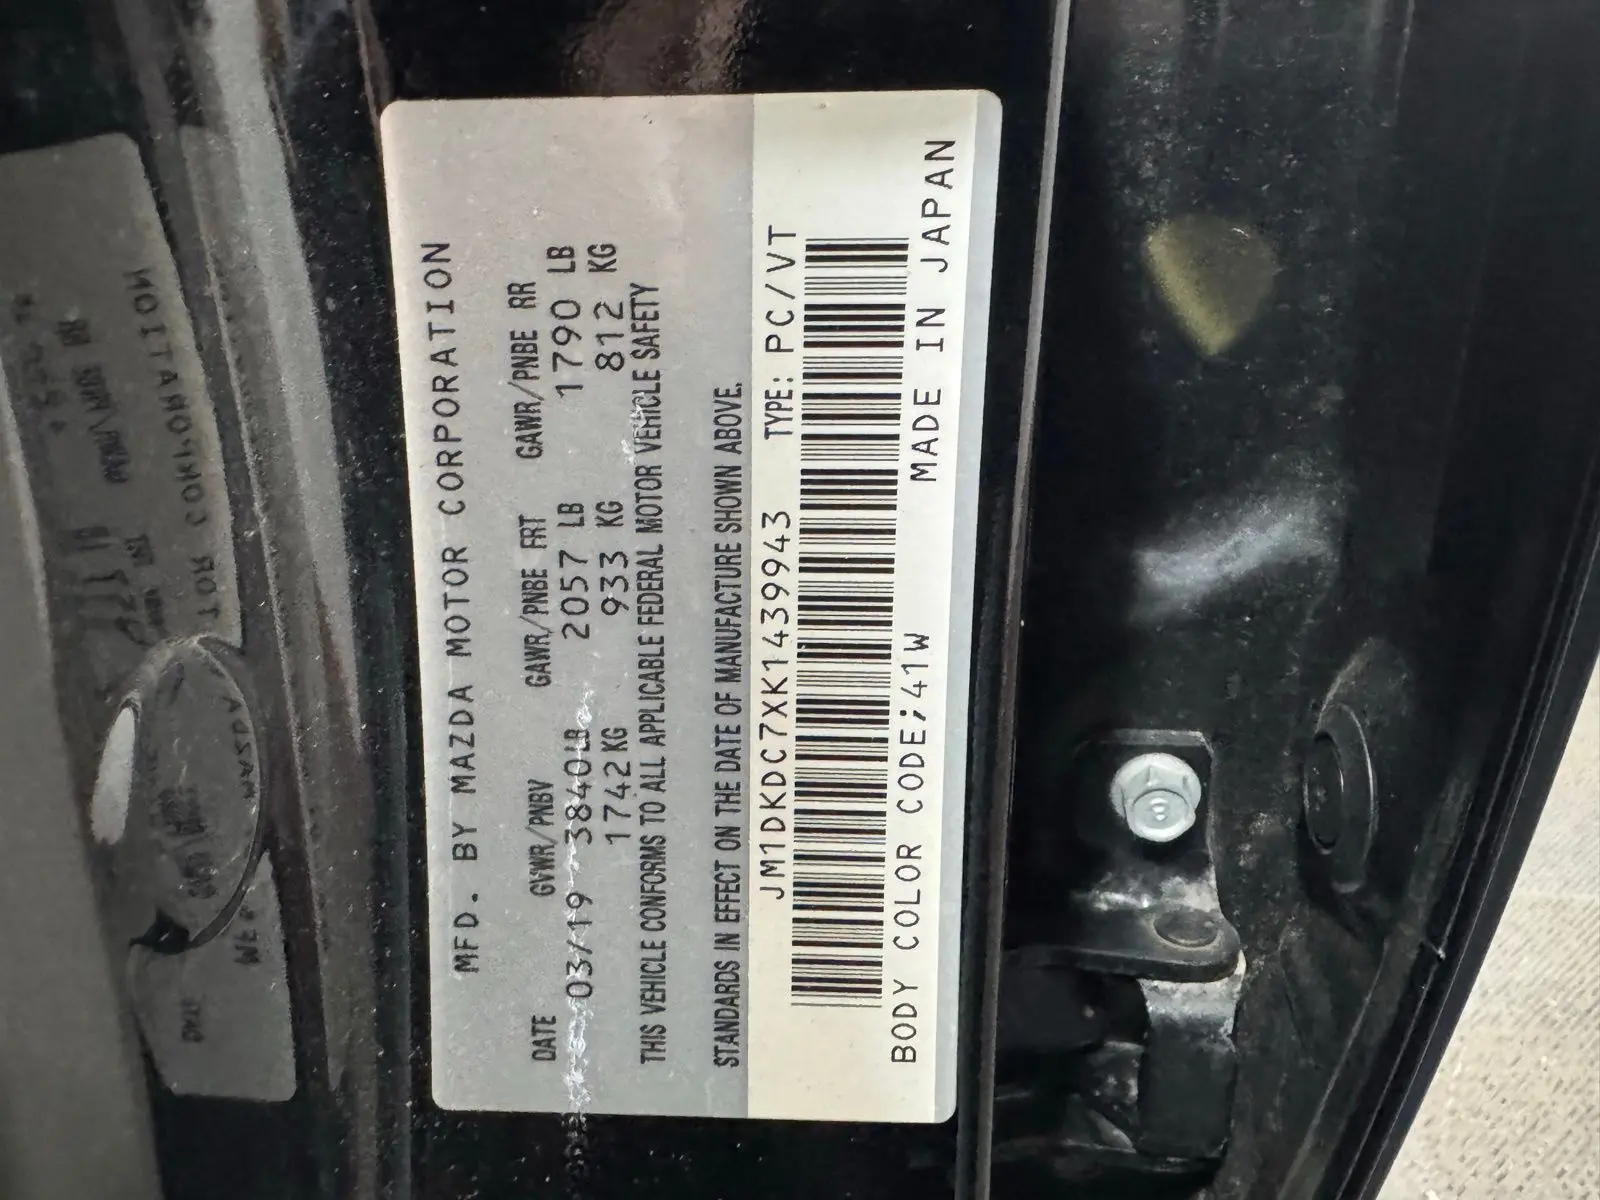 MFD. BY MAZDA MOTOR CORPORATION
DATE GVWR/PNBV GAWR/PNBE FRT GAWR/PNBE RR
03/19 3840LB 2057 LB 1790 LB
1742KG 933 KG 812 KG
THIS VEHICLE CONFORMS TO ALL APPLICABLE FEDERAL MOTOR VEHICLE SAFETY
STANDARDS IN EFFECT ON THE DATE OF MANUFACTURE SHOWN ABOVE.
JM1DKDC7XK1439943 TYPE: PC/VT
BODY COLOR CODE;41W MADE IN JAPAN